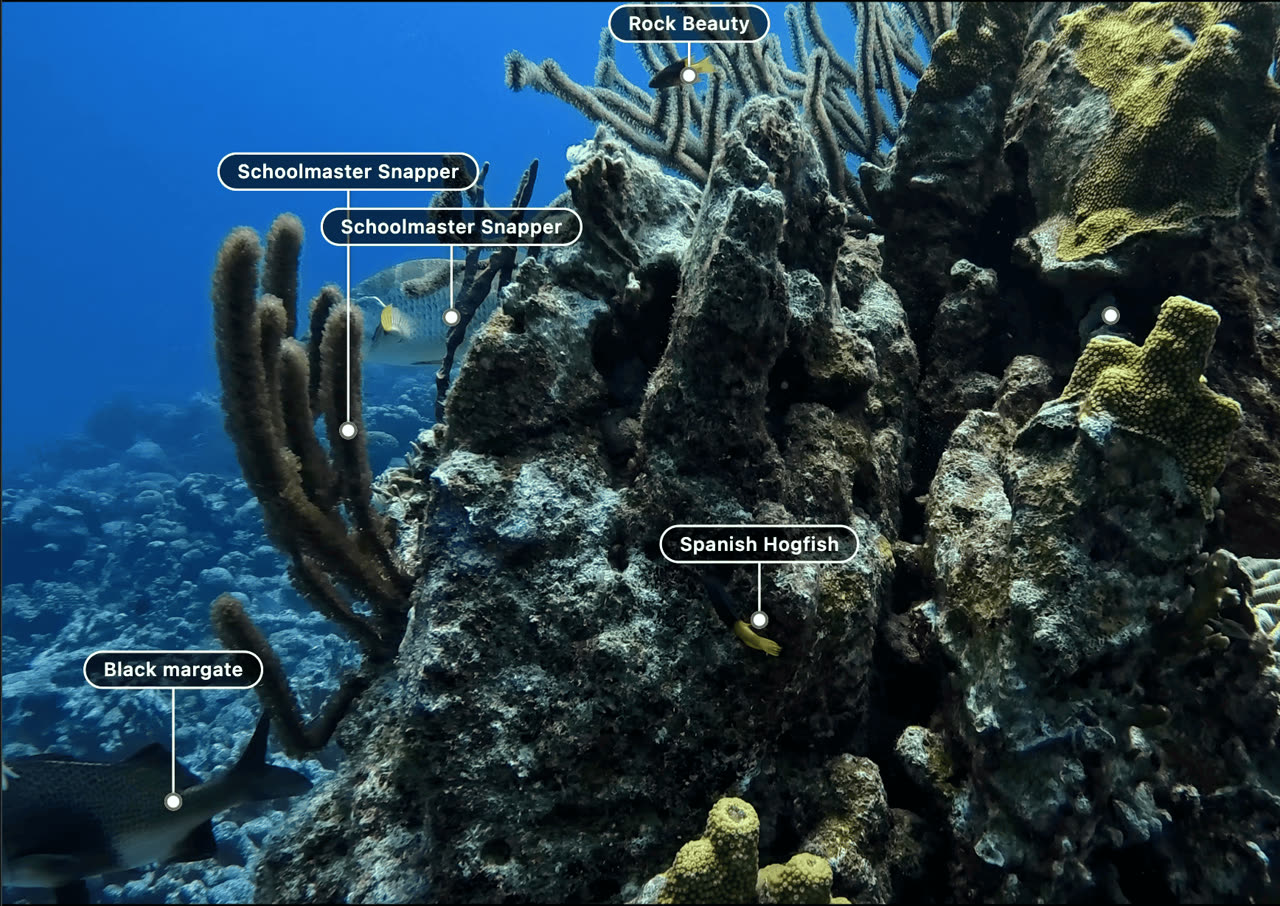 Rock Beauty
Schoolmaster Snapper
Schoolmaster Snapper
Spanish Hogfish
Black margate